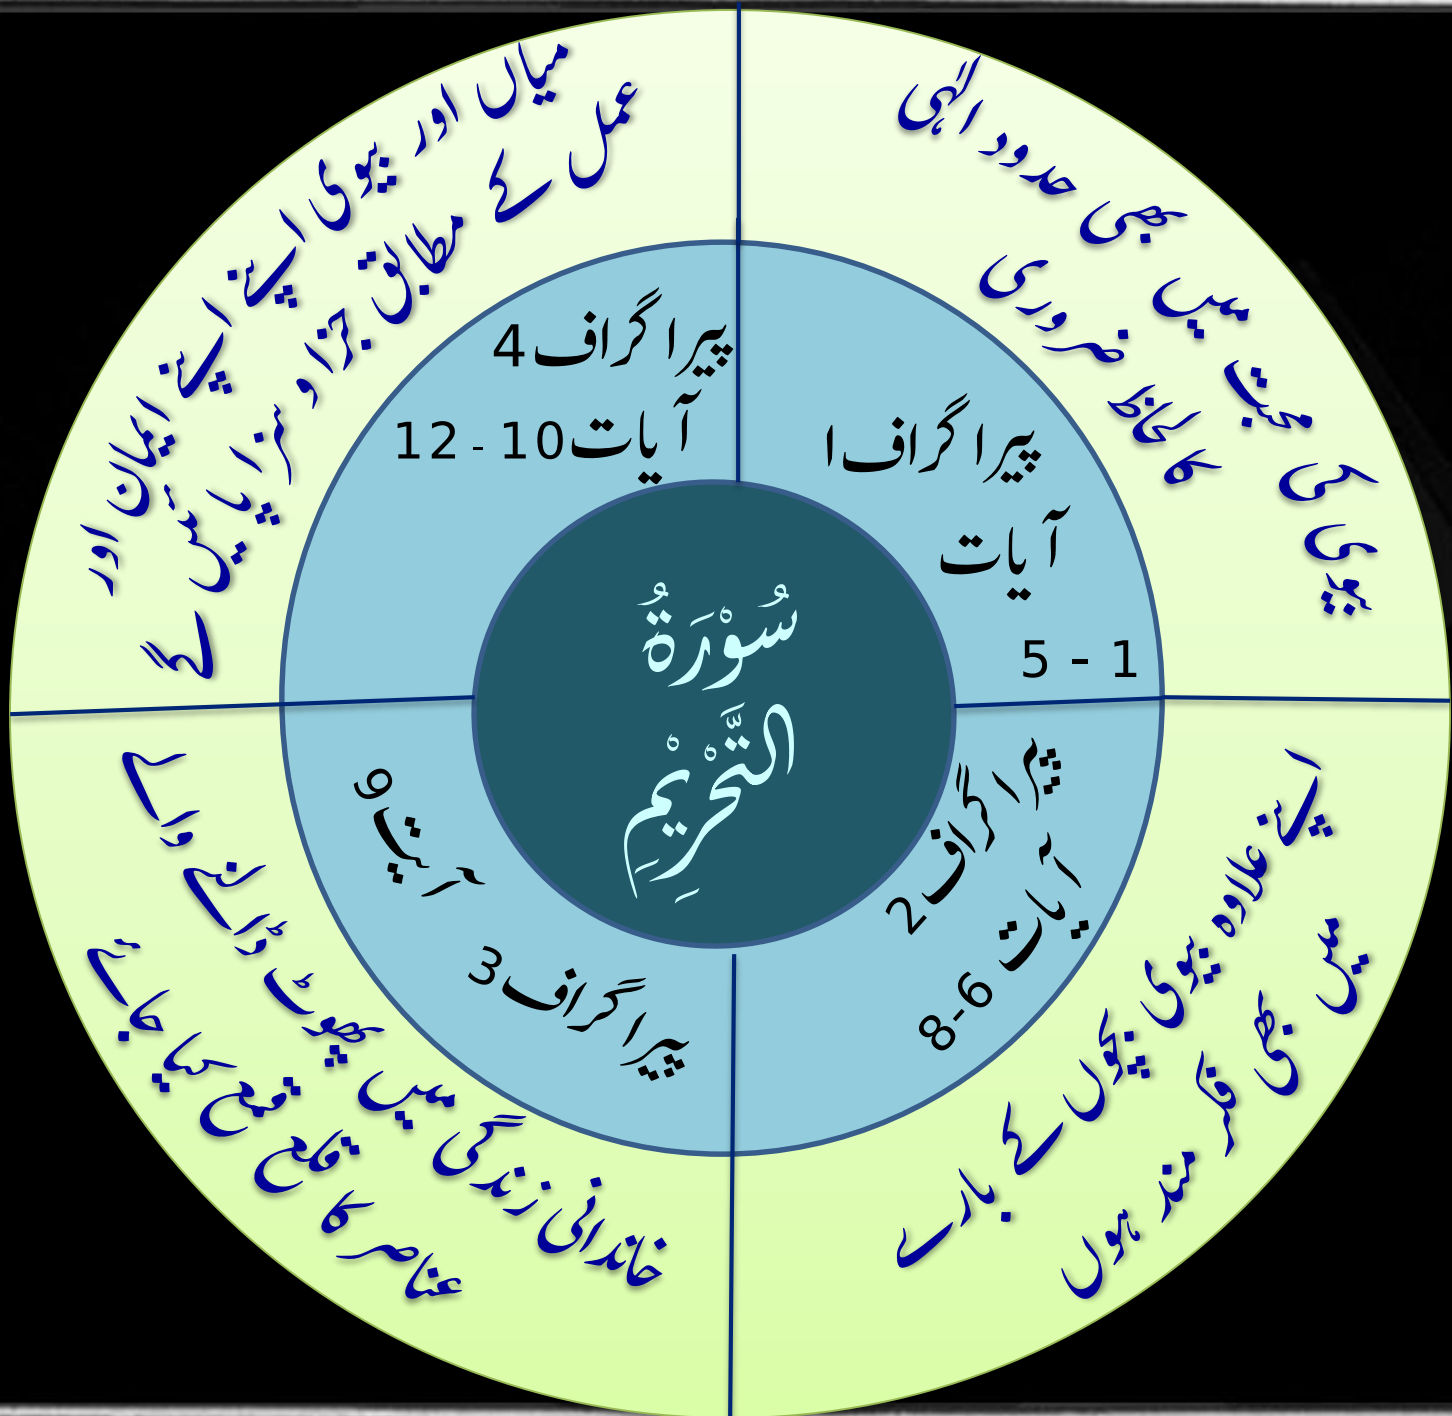 سُوْرَةُ
التَّحْرِيْمِ
پیرا گراف ۱
آیات
1 - 5
بیوی کی محبت میں بھی حدود الٰہی
کا لحاظ ضروری
پیرا گراف 2
آیات 6-8
اپنے علاوہ بیوی بچوں کے بارے
میں بھی فکر مند ہوں
پیرا گراف 3
آیت 9
خاندانی زندگی میں پھوٹ ڈالنے والے
عناصر کا قلع قمع کیا جائے
پیرا گراف 4
آیات 10 - 12
میاں اور بیوی اپنے اپنے ایمان اور
عمل کے مطابق جزا و سزا پائیں گے